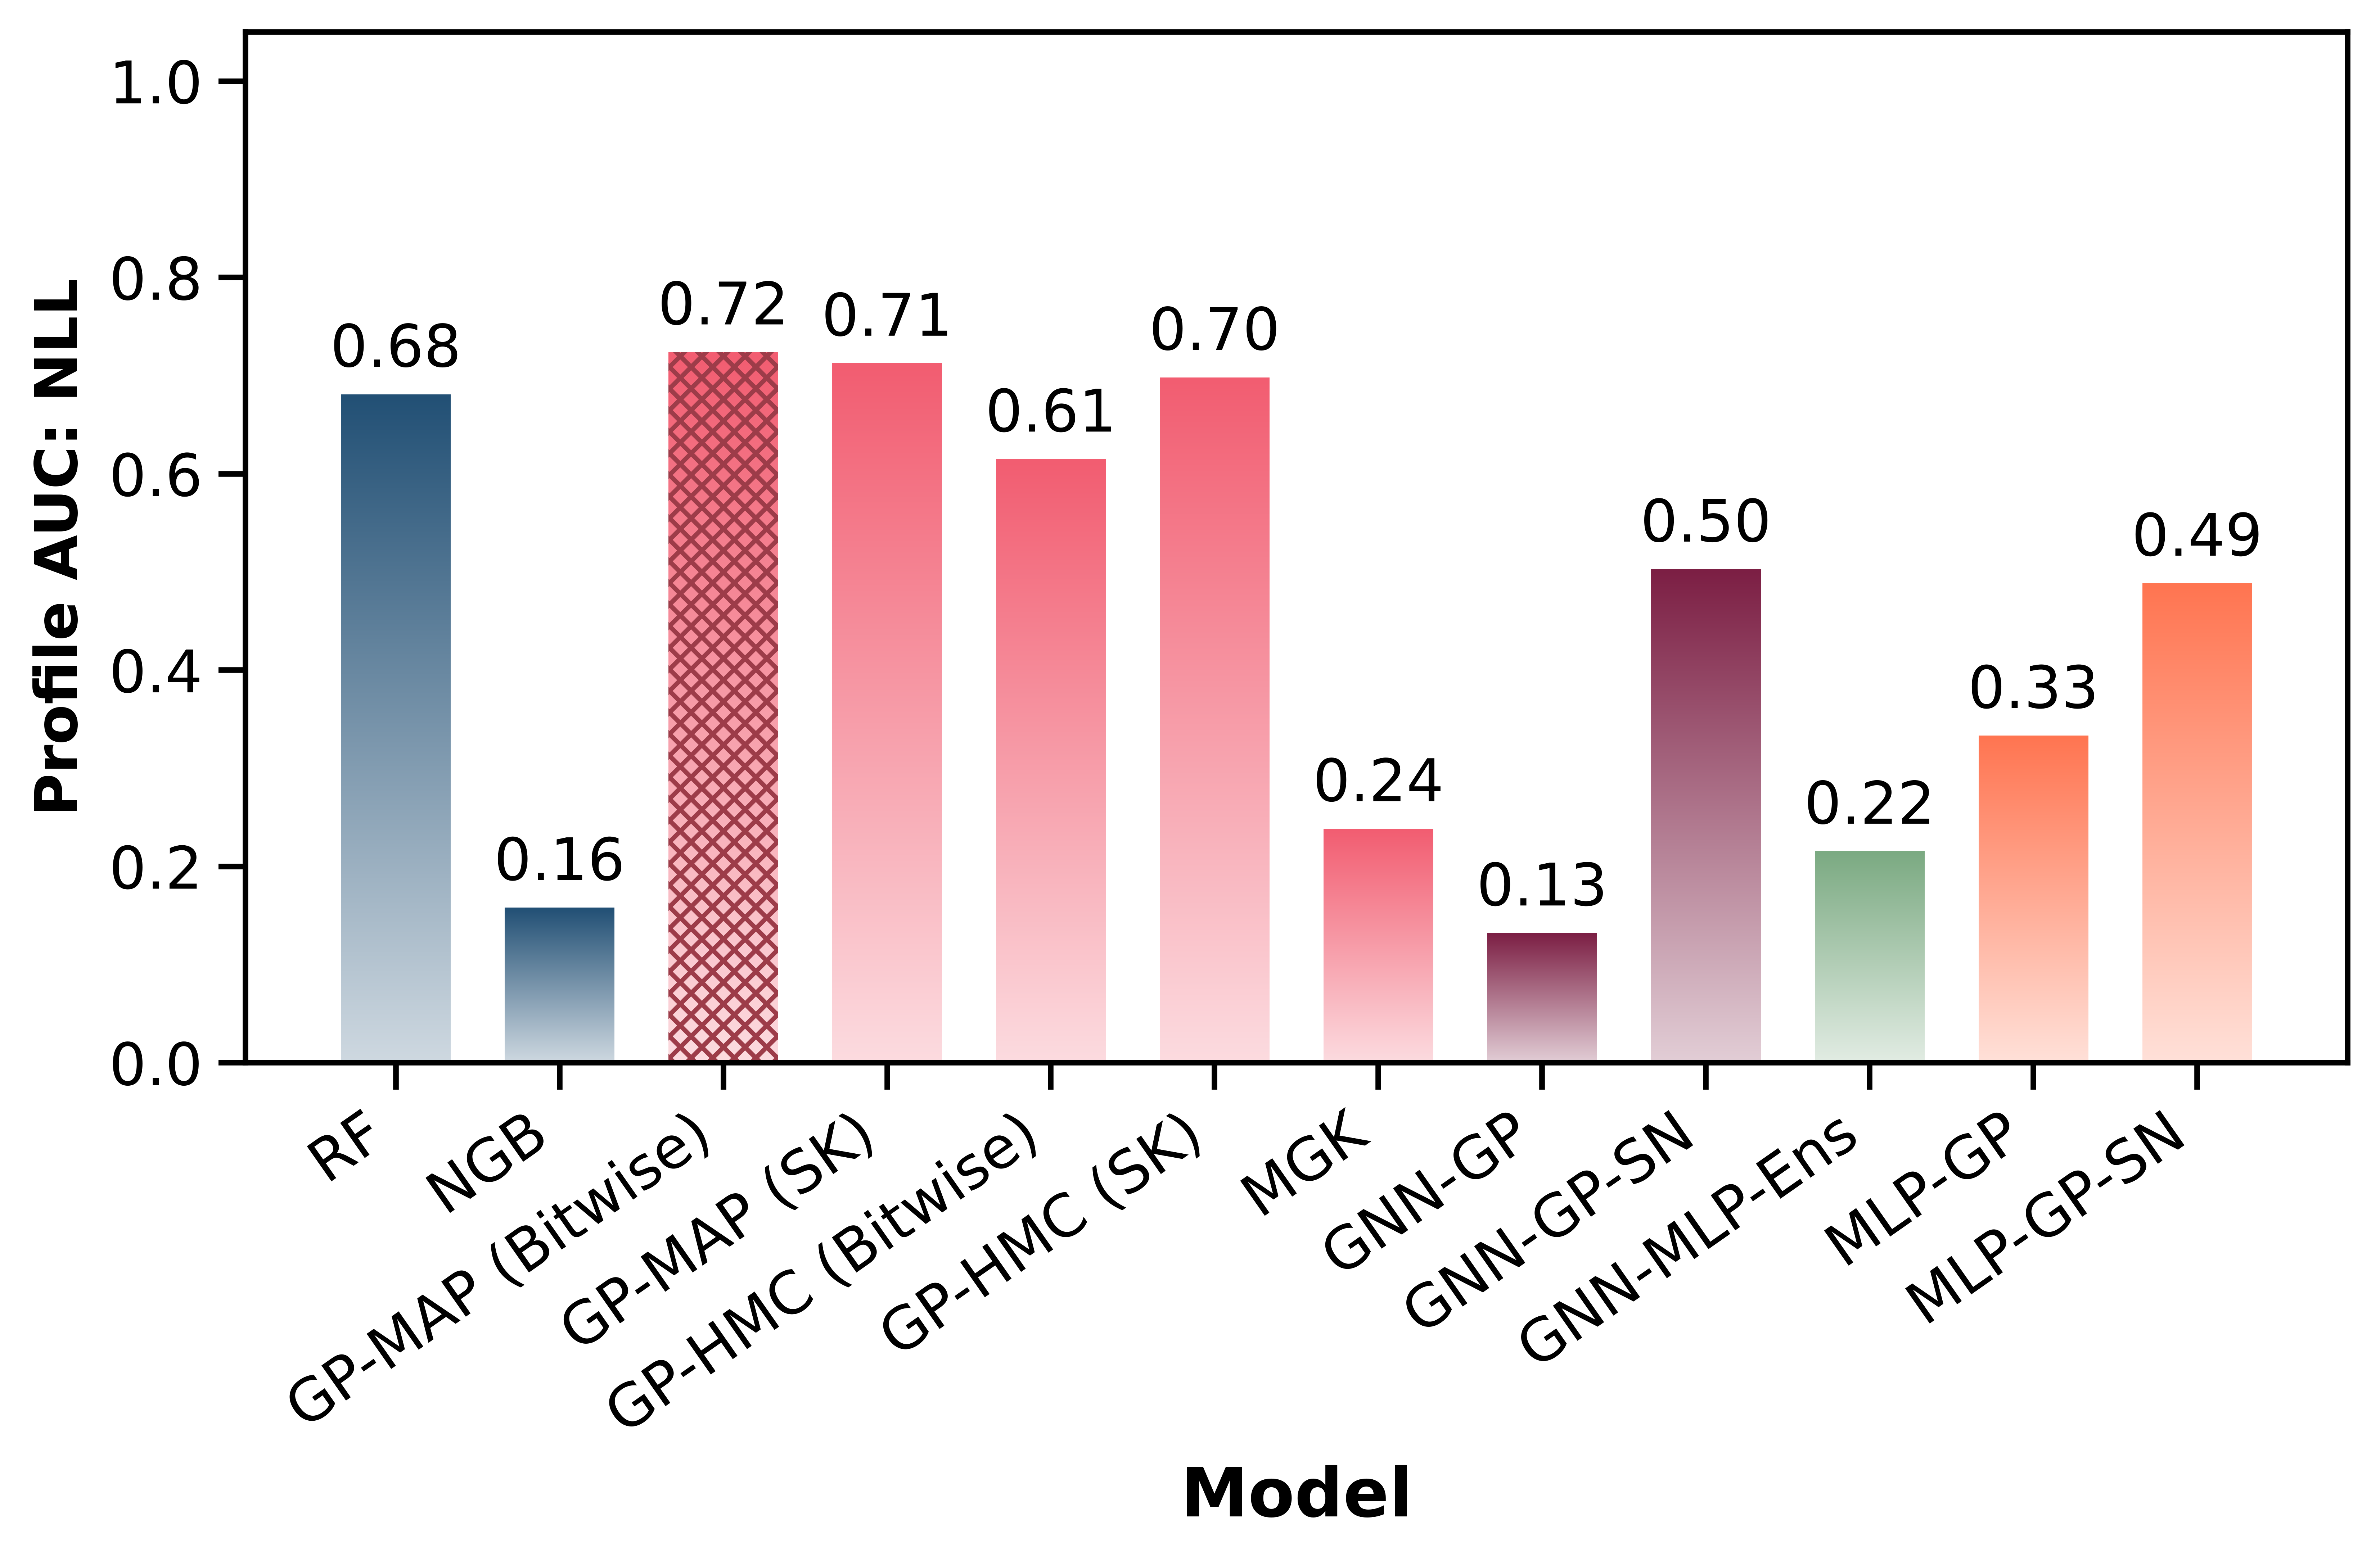 Profile AUC: NLL
1.0
0.8
0.6
0.4
0.2
0.0
0.68
0.16
0.72
0.71
0.61
0.70
0.24
0.13
0.50
0.22
0.33
0.49
RF
NGB
GP-MAP (Bitwise)
GP-MAP (SK)
GP-HMC (Bitwise)
GP-HMC (SK)
MGK
GNN-GP
GNN-GP-SN
GNN-MLP-Ens
MLP-GP
MLP-GP-SN
Model